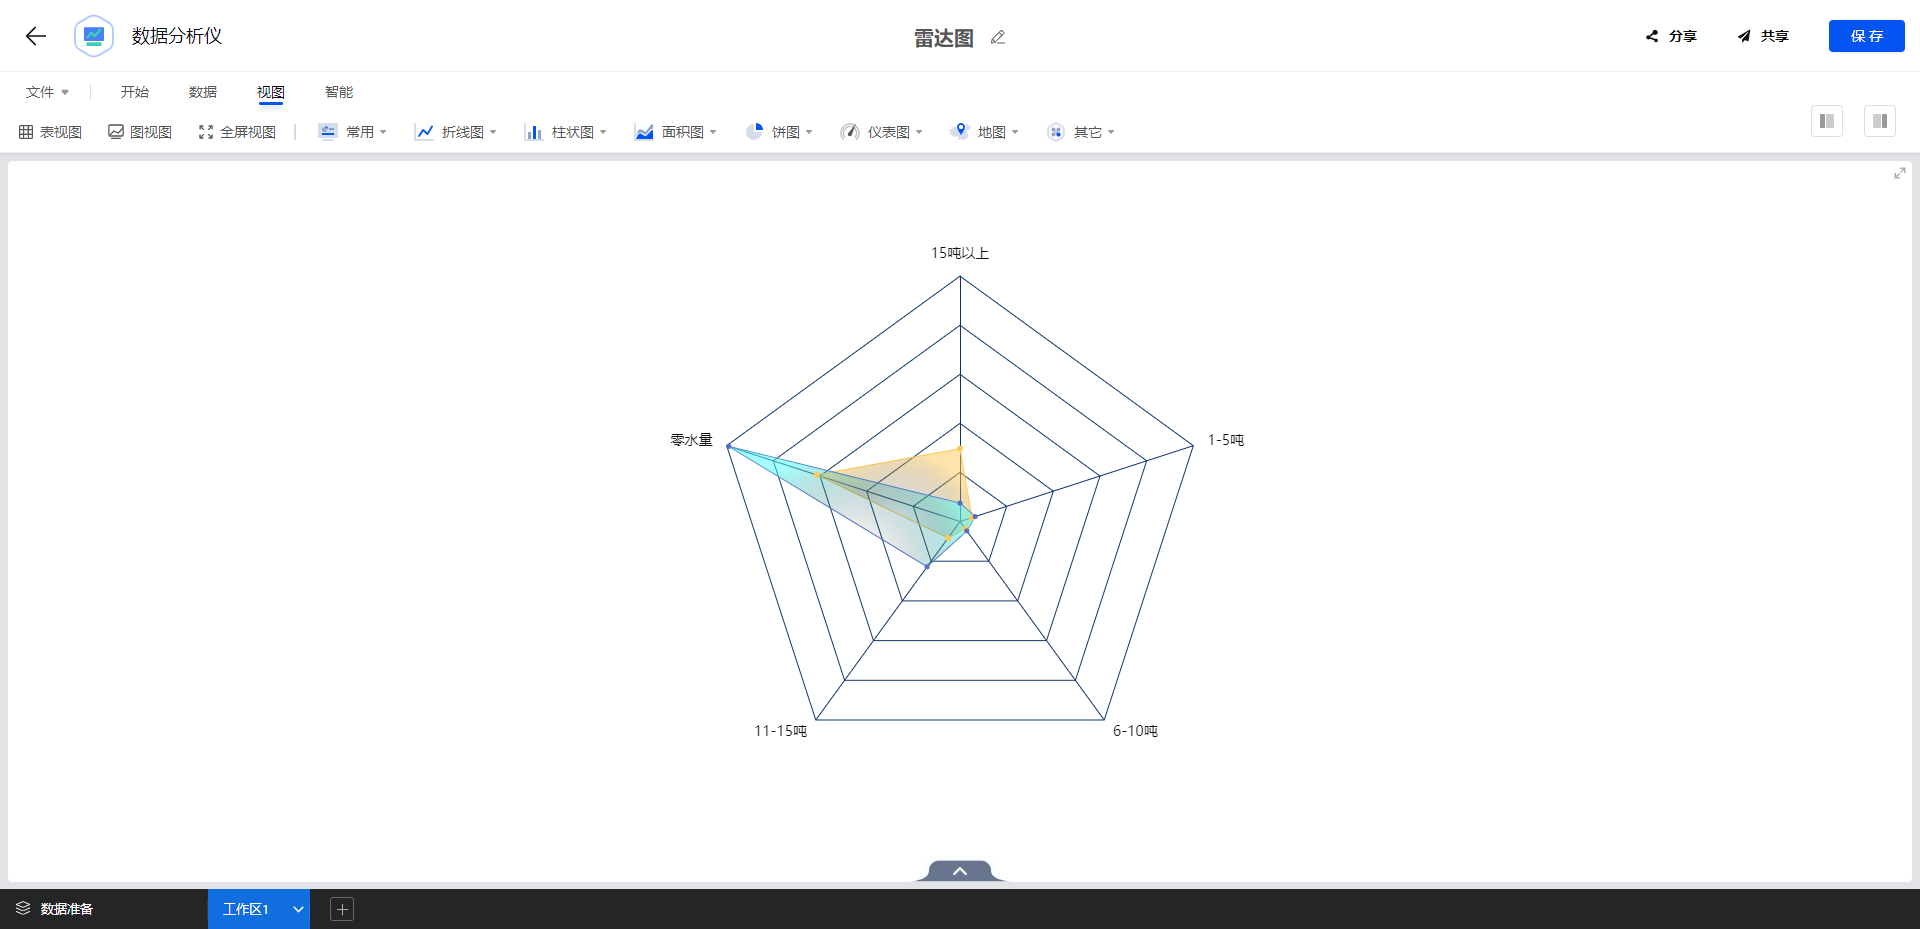 数据分析仪
雷达图
分享
共享
保 存
文件
开始
数据
视图
智能
表视图
图视图
全屏视图
常用
折线图
柱状图
面积图
饼图
仪表图
地图
其它
15吨以上
零水量
1-5吨
11-15吨
6-10吨
数据准备
工作区1